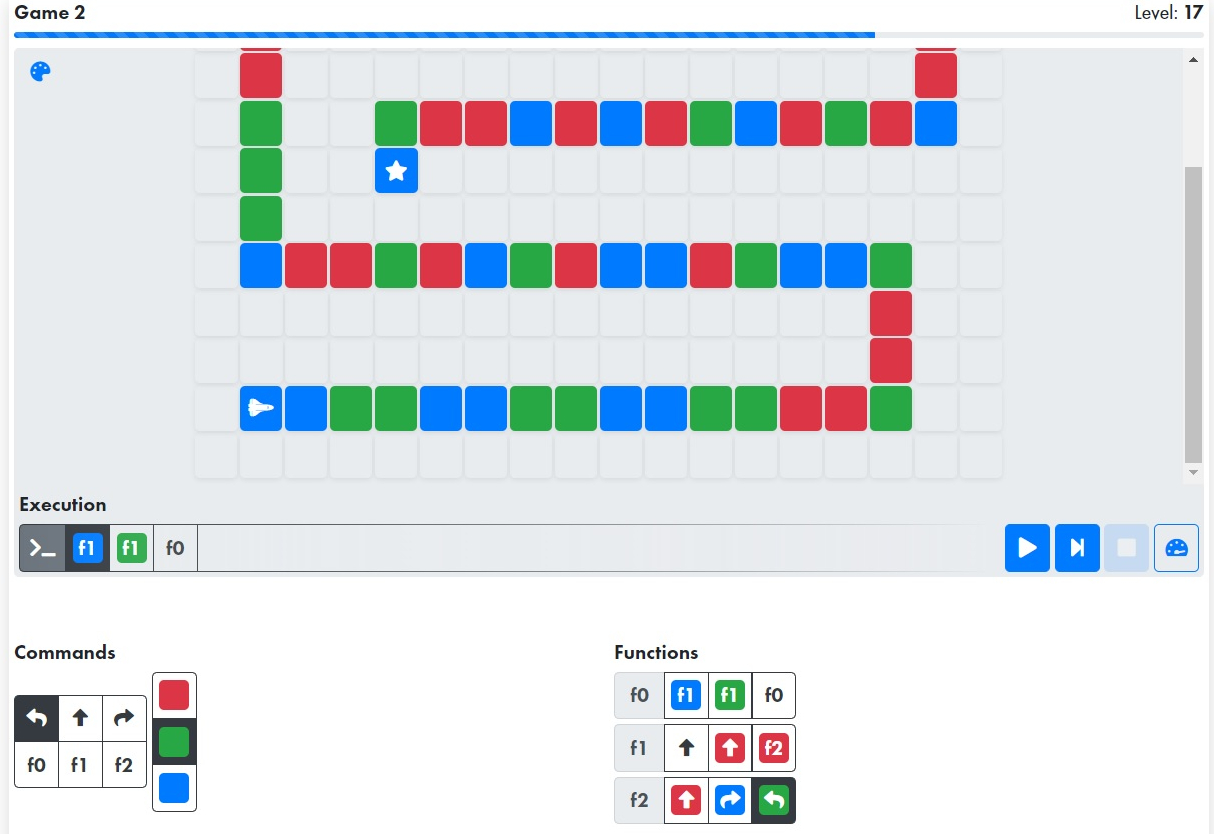 Game 2 Level: 17
Execution
f1 f1 f0
Commands Functions
f0 f1 f1 f0
f0 f1 f2
f1 f2
f2